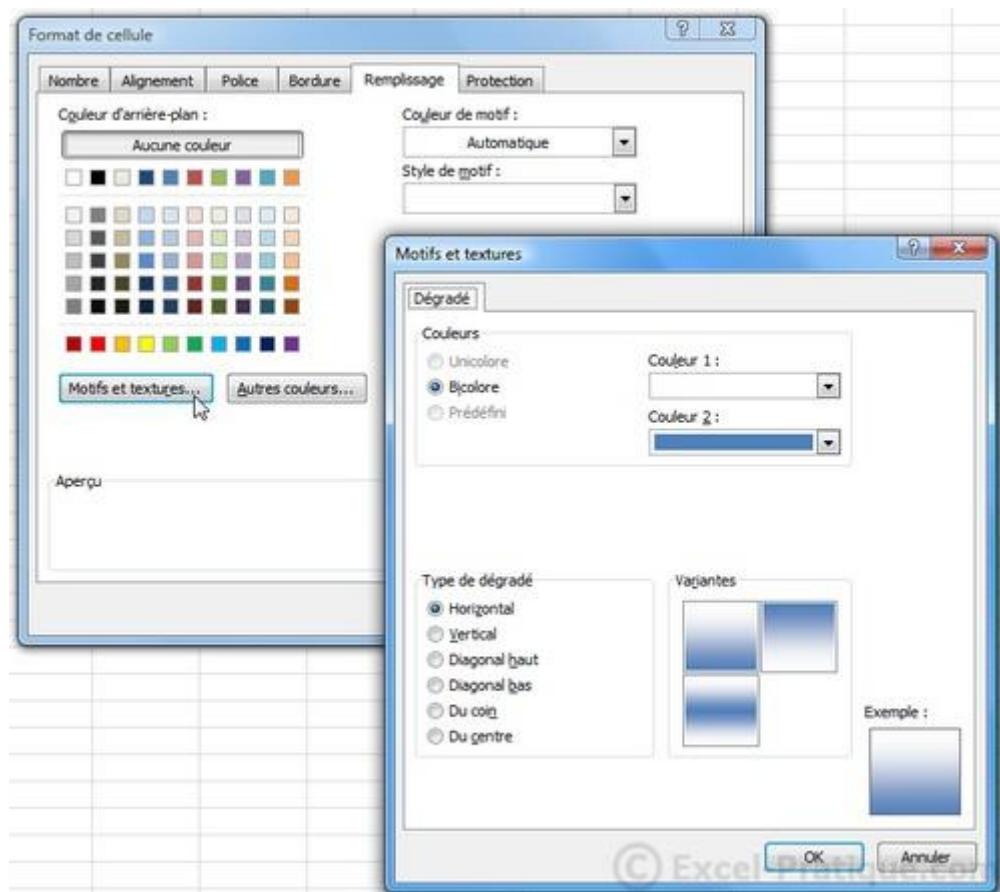 Format de cellule
Nombre Alignement Police Bordure Remplissage Protection
Couleur d'arrière-plan :
Aucune couleur
Couleur de motif :
Automatique
Style de motif :
Motifs et textures... Autres couleurs...
Aperçu
Motifs et textures
Dégradé
Couleurs
Unicolore
Bicolore
Prédéfini
Couleur 1 :
Couleur 2 :
Type de dégradé
Horizontal
Vertical
Diagonal haut
Diagonal bas
Du coin
Du centre
Variantes
Exemple :
OK Annuler
© Excel-Pratique.com